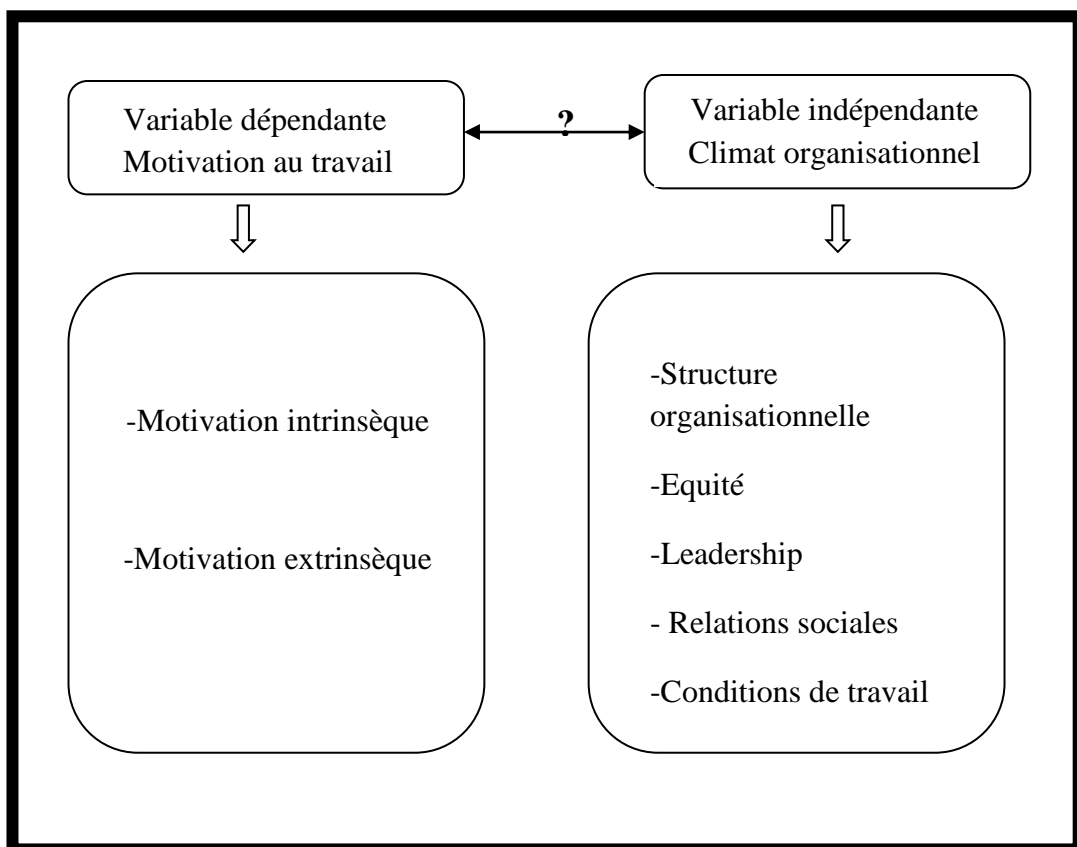 Variable dépendante
Motivation au travail
?
Variable indépendante
Climat organisationnel
-Motivation intrinsèque
-Motivation extrinsèque
-Structure
organisationnelle
-Equité
-Leadership
- Relations sociales
-Conditions de travail